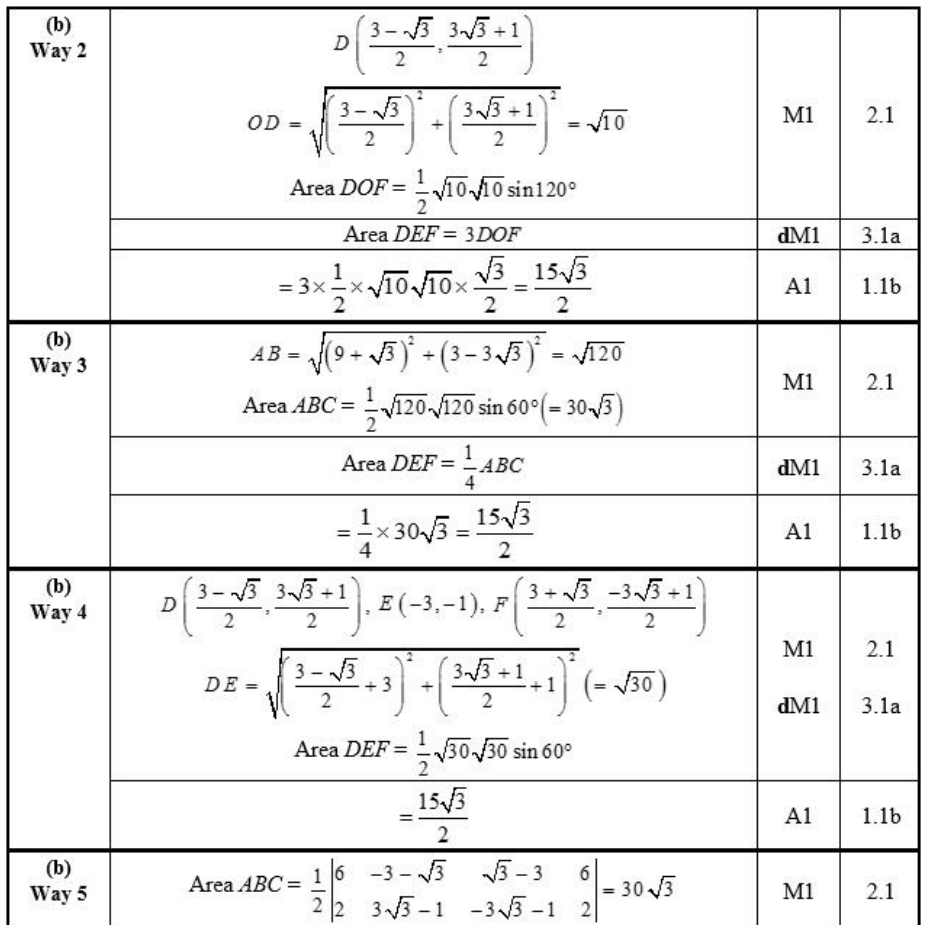 (b) Way 2
D ( (3 − √3)/2 , (3√3 + 1)/2 )
OD = √( ((3 − √3)/2)² + ((3√3 + 1)/2)² ) = √10
Area DOF = 1/2 √10 √10 sin120°
M1 2.1
Area DEF = 3DOF dM1 3.1a
= 3 × 1/2 × √10 √10 × √3/2 = 15√3/2 A1 1.1b
(b) Way 3
AB = √( (9 + √3)² + (3 − 3√3)² ) = √120
Area ABC = 1/2 √120 √120 sin 60° (= 30√3)
M1 2.1
Area DEF = 1/4 ABC dM1 3.1a
= 1/4 × 30√3 = 15√3/2 A1 1.1b
(b) Way 4
D ( (3 − √3)/2 , (3√3 + 1)/2 ), E (−3, −1), F ( (3 + √3)/2 , (−3√3 + 1)/2 )
M1 2.1
DE = √( ((3 − √3)/2 + 3)² + ((3√3 + 1)/2 + 1)² ) (= √30)
dM1 3.1a
Area DEF = 1/2 √30 √30 sin 60°
= 15√3/2 A1 1.1b
(b) Way 5
Area ABC = 1/2 |6 −3 − √3 √3 − 3 6|
|2 3√3 − 1 −3√3 − 1 2| = 30√3 M1 2.1